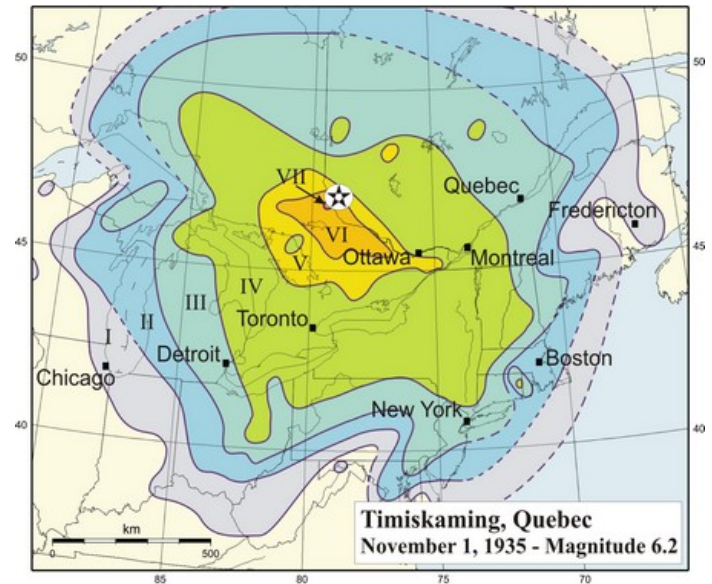 50
50
VII
Quebec
Fredericton
VI
45
V
Ottawa
Montreal
45
IV
III
Toronto
II
I
Detroit
Boston
Chicago
New York
40
40
km
0
500
Timiskaming, Quebec
November 1, 1935 - Magnitude 6.2
85
80
75
70